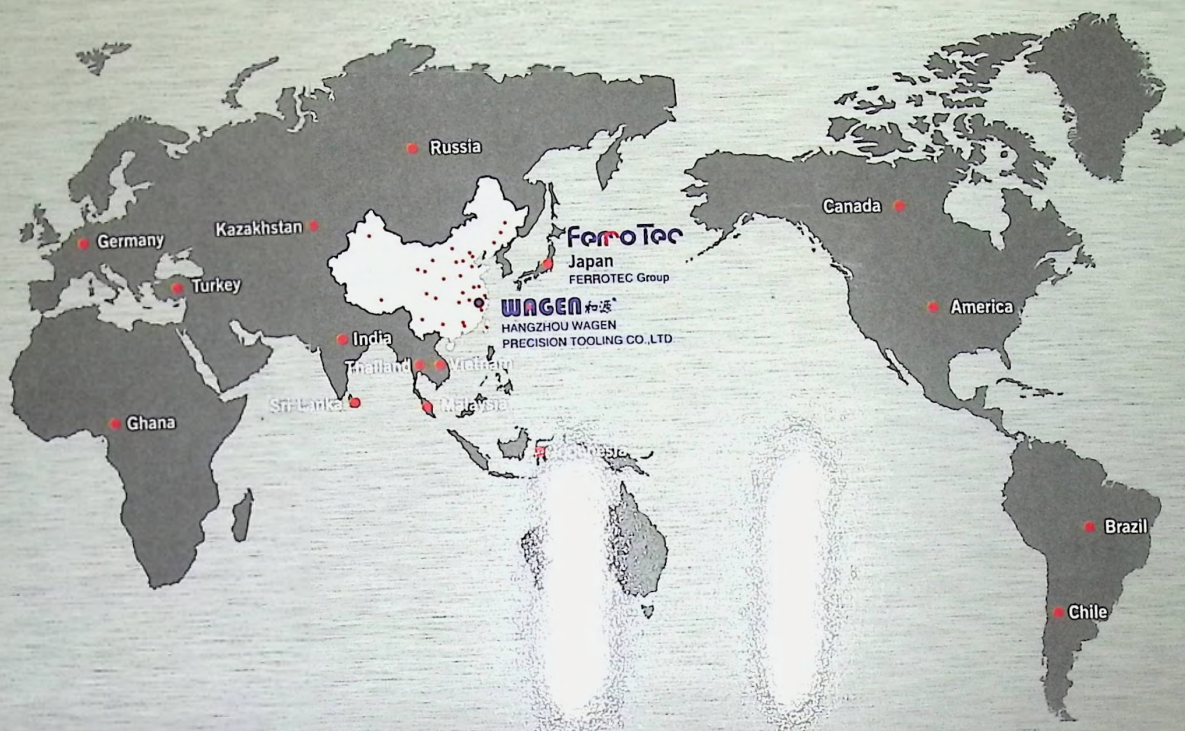 Russia
Canada
Kazakhstan
Germany
FerroTec
Japan
FERROTEC Group
Turkey
WAGEN 和源
HANGZHOU WAGEN
PRECISION TOOLING CO.,LTD
America
India
Thailand
Vietnam
Sri Lanka
Malaysia
Ghana
Indonesia
Brazil
Chile